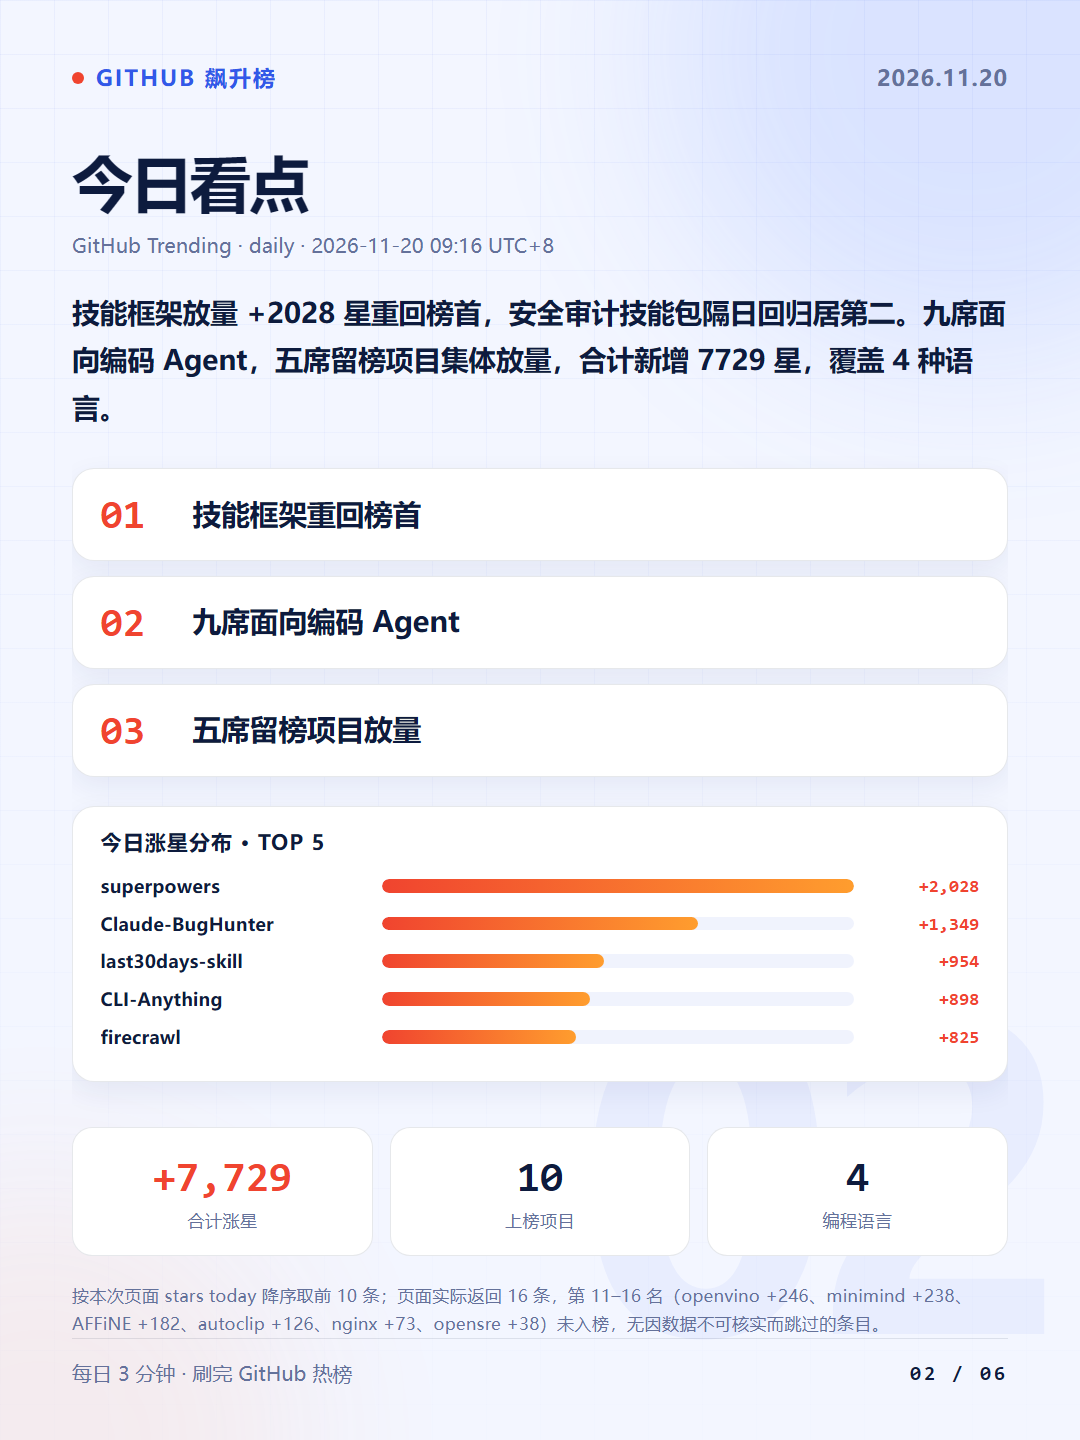 GITHUB 飙升榜
2026.11.20
今日看点
GitHub Trending · daily · 2026-11-20 09:16 UTC+8
技能框架放量 +2028 星重回榜首，安全审计技能包隔日回归居第二。九席面
向编码 Agent，五席留榜项目集体放量，合计新增 7729 星，覆盖 4 种语
言。
01 技能框架重回榜首
02 九席面向编码 Agent
03 五席留榜项目放量
今日涨星分布 • TOP 5
superpowers +2,028
Claude-BugHunter +1,349
last30days-skill +954
CLI-Anything +898
firecrawl +825
+7,729
合计涨星
10
上榜项目
4
编程语言
按本次页面 stars today 降序取前 10 条；页面实际返回 16 条，第 11–16 名（openvino +246、minimind +238、
AFFiNE +182、autoclip +126、nginx +73、opensre +38）未入榜，无因数据不可核实而跳过的条目。
每日 3 分钟 · 刷完 GitHub 热榜
02 / 06
02